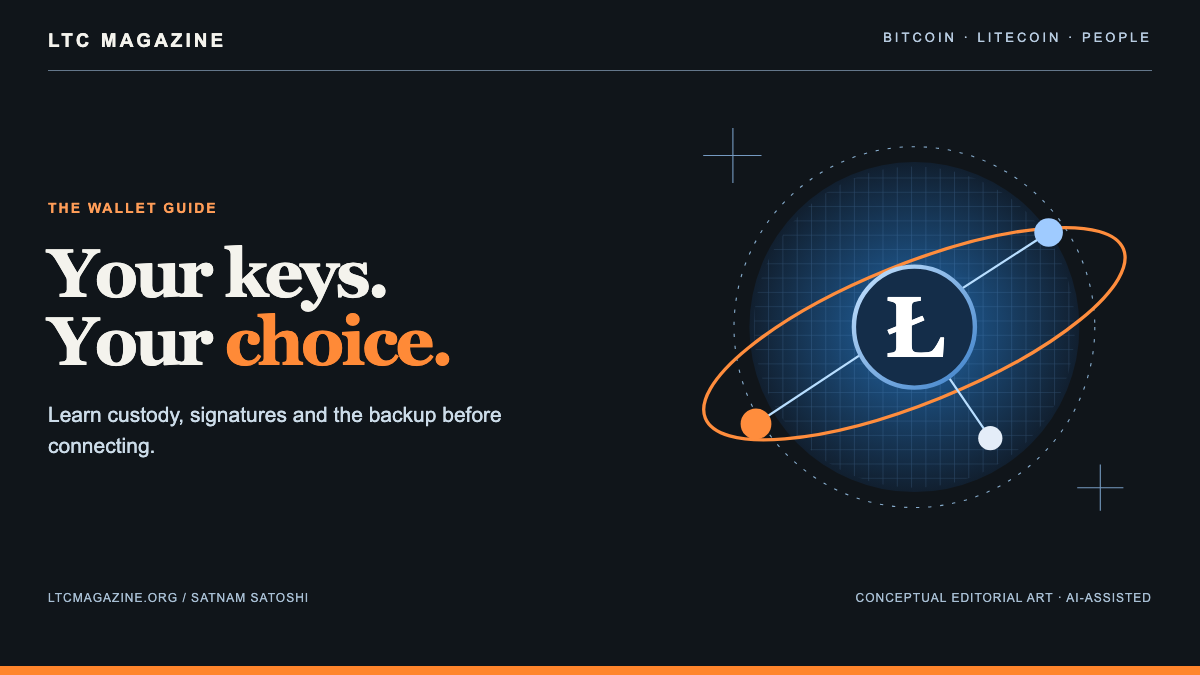 LTC MAGAZINE
BITCOIN · LITECOIN · PEOPLE
THE WALLET GUIDE
Your keys.
Your choice.
Learn custody, signatures and the backup before
connecting.
Ł
LTCMAGAZINE.ORG / SATNAM SATOSHI
CONCEPTUAL EDITORIAL ART · AI-ASSISTED